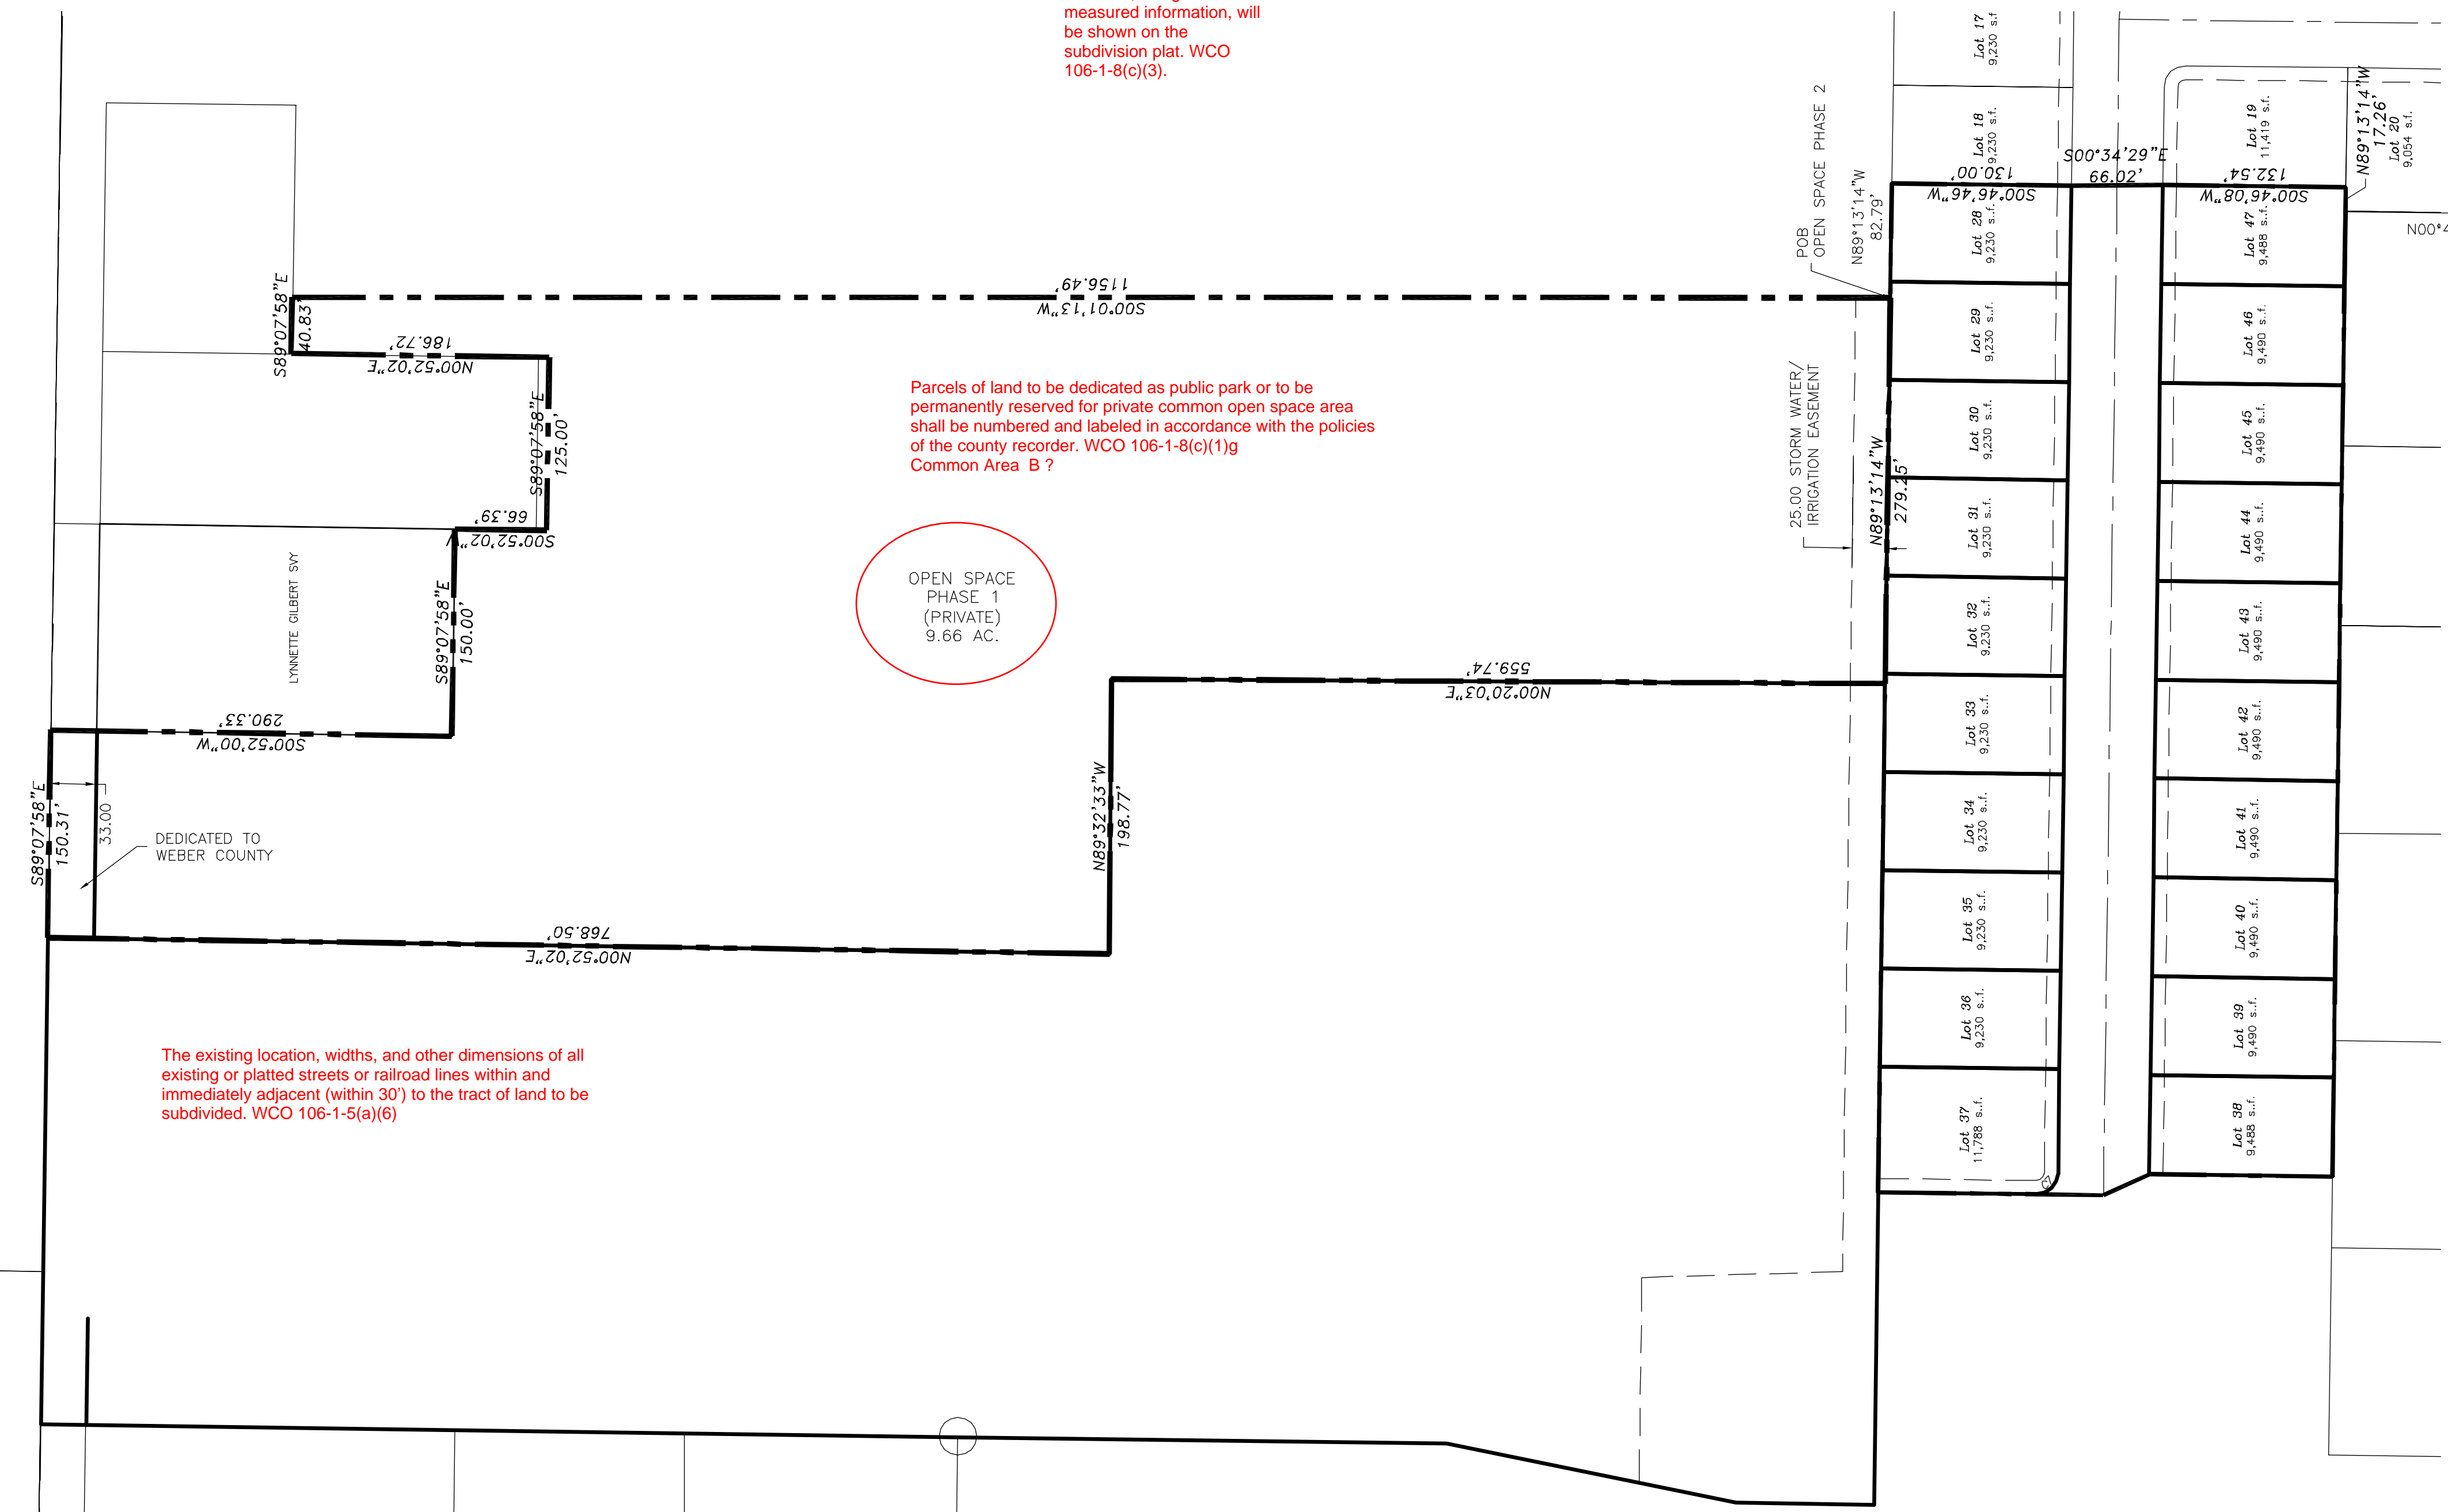 measured information, will
be shown on the
subdivision plat. WCO
106-1-8(c)(3).
Lot 17
9,230 s.f
Lot 18
9,230 s.f.
Lot 19
11,419 s.f.
N89°13'14"W
17.26'
Lot 20
9,054 s.f.
S00°34'29"E
66.02'
130.00'
S00°46'46"W
132.54'
S00°46'08"W
N00°4
POB
OPEN SPACE PHASE 2
N89°13'14"W
82.79'
S89°07'58"E
40.83'
1156.49'
S00°01'13"W
186.72'
N00°52'02"E
S89°07'58"E
125.00'
66.39'
S00°52'02"W
Parcels of land to be dedicated as public park or to be
permanently reserved for private common open space area
shall be numbered and labeled in accordance with the policies
of the county recorder. WCO 106-1-8(c)(1)g
Common Area  B ?
25.00 STORM WATER/
IRRIGATION EASEMENT
N89°13'14"W
279.25'
LYNNETTE GILBERT SVY
S89°07'58"E
150.00'
OPEN SPACE
PHASE 1
(PRIVATE)
9.66 AC.
290.33'
S00°52'00"W
559.74'
N00°20'03"E
S89°07'58"E
150.31'
33.00
DEDICATED TO
WEBER COUNTY
N89°32'33"W
198.77'
768.50'
N00°52'02"E
The existing location, widths, and other dimensions of all
existing or platted streets or railroad lines within and
immediately adjacent (within 30') to the tract of land to be
subdivided. WCO 106-1-5(a)(6)
Lot 28
9,230 s..f.
Lot 29
9,230 s..f.
Lot 30
9,230 s..f.
Lot 31
9,230 s..f.
Lot 32
9,230 s..f.
Lot 33
9,230 s..f.
Lot 34
9,230 s..f.
Lot 35
9,230 s..f.
Lot 36
9,230 s..f.
Lot 37
11,788 s..f.
Lot 47
9,488 s..f.
Lot 46
9,490 s..f.
Lot 45
9,490 s..f.
Lot 44
9,490 s..f.
Lot 43
9,490 s..f.
Lot 42
9,490 s..f.
Lot 41
9,490 s..f.
Lot 40
9,490 s..f.
Lot 39
9,490 s..f.
Lot 38
9,488 s..f.